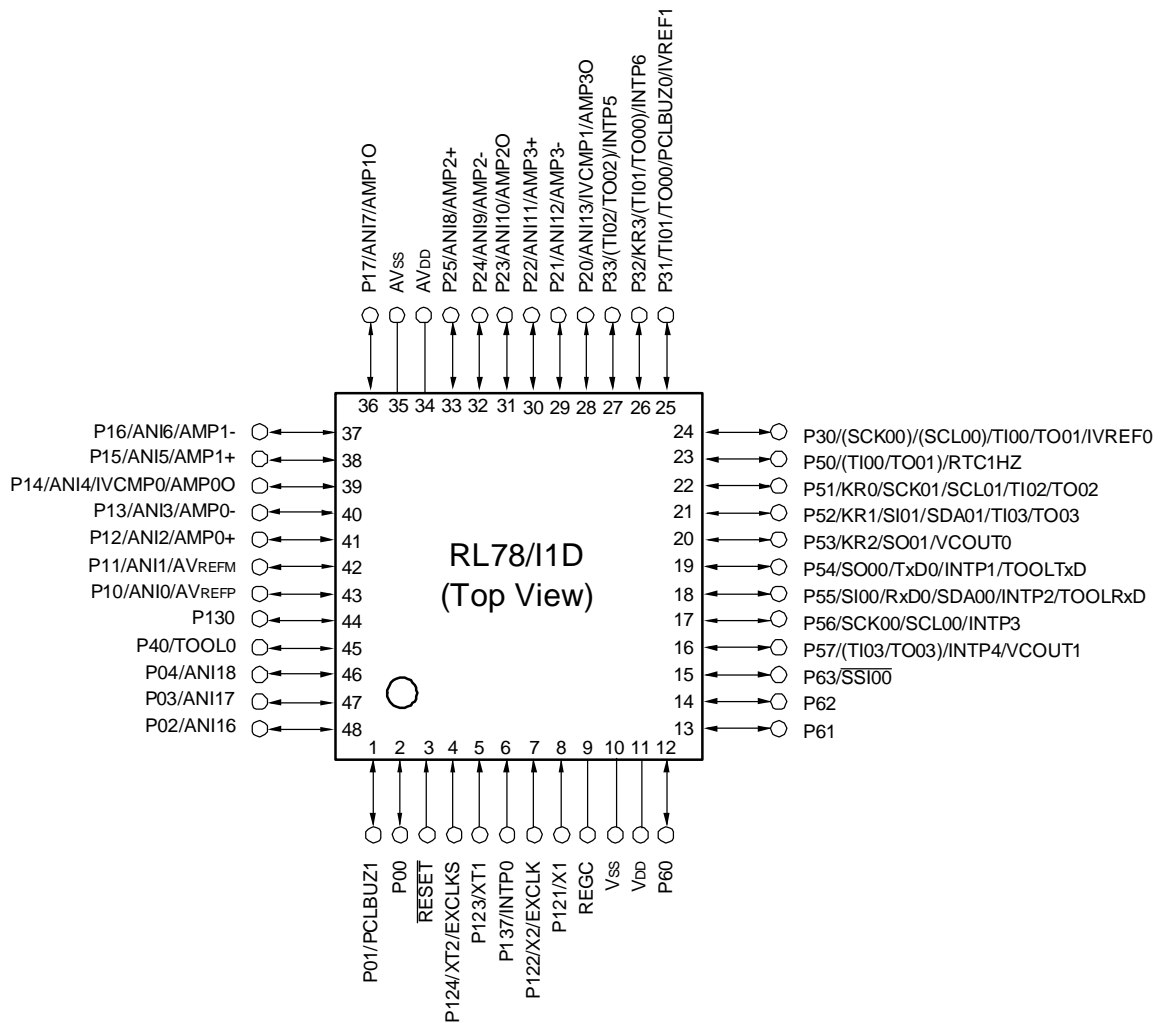 P17/ANI7/AMP1O
AVSS
AVDD
P25/ANI8/AMP2+
P24/ANI9/AMP2-
P23/ANI10/AMP2O
P22/ANI11/AMP3+
P21/ANI12/AMP3-
P20/ANI13/IVCMP1/AMP3O
P33/(TI02/TO02)/INTP5
P32/KR3/(TI01/TO00)/INTP6
P31/TI01/TO00/PCLBUZ0/IVREF1
36 35 34 33 32 31 30 29 28 27 26 25
P16/ANI6/AMP1- 37
P15/ANI5/AMP1+ 38
P14/ANI4/IVCMP0/AMP0O 39
P13/ANI3/AMP0- 40
P12/ANI2/AMP0+ 41
P11/ANI1/AVREFM 42
P10/ANI0/AVREFP 43
P130 44
P40/TOOL0 45
P04/ANI18 46
P03/ANI17 47
P02/ANI16 48
RL78/I1D
(Top View)
24 P30/(SCK00)/(SCL00)/TI00/TO01/IVREF0
23 P50/(TI00/TO01)/RTC1HZ
22 P51/KR0/SCK01/SCL01/TI02/TO02
21 P52/KR1/SI01/SDA01/TI03/TO03
20 P53/KR2/SO01/VCOUT0
19 P54/SO00/TxD0/INTP1/TOOLTxD
18 P55/SI00/RxD0/SDA00/INTP2/TOOLRxD
17 P56/SCK00/SCL00/INTP3
16 P57/(TI03/TO03)/INTP4/VCOUT1
15 P63/SSI00
14 P62
13 P61
1 2 3 4 5 6 7 8 9 10 11 12
P01/PCLBUZ1
P00
RESET
P124/XT2/EXCLKS
P123/XT1
P137/INTP0
P122/X2/EXCLK
P121/X1
REGC
VSS
VDD
P60